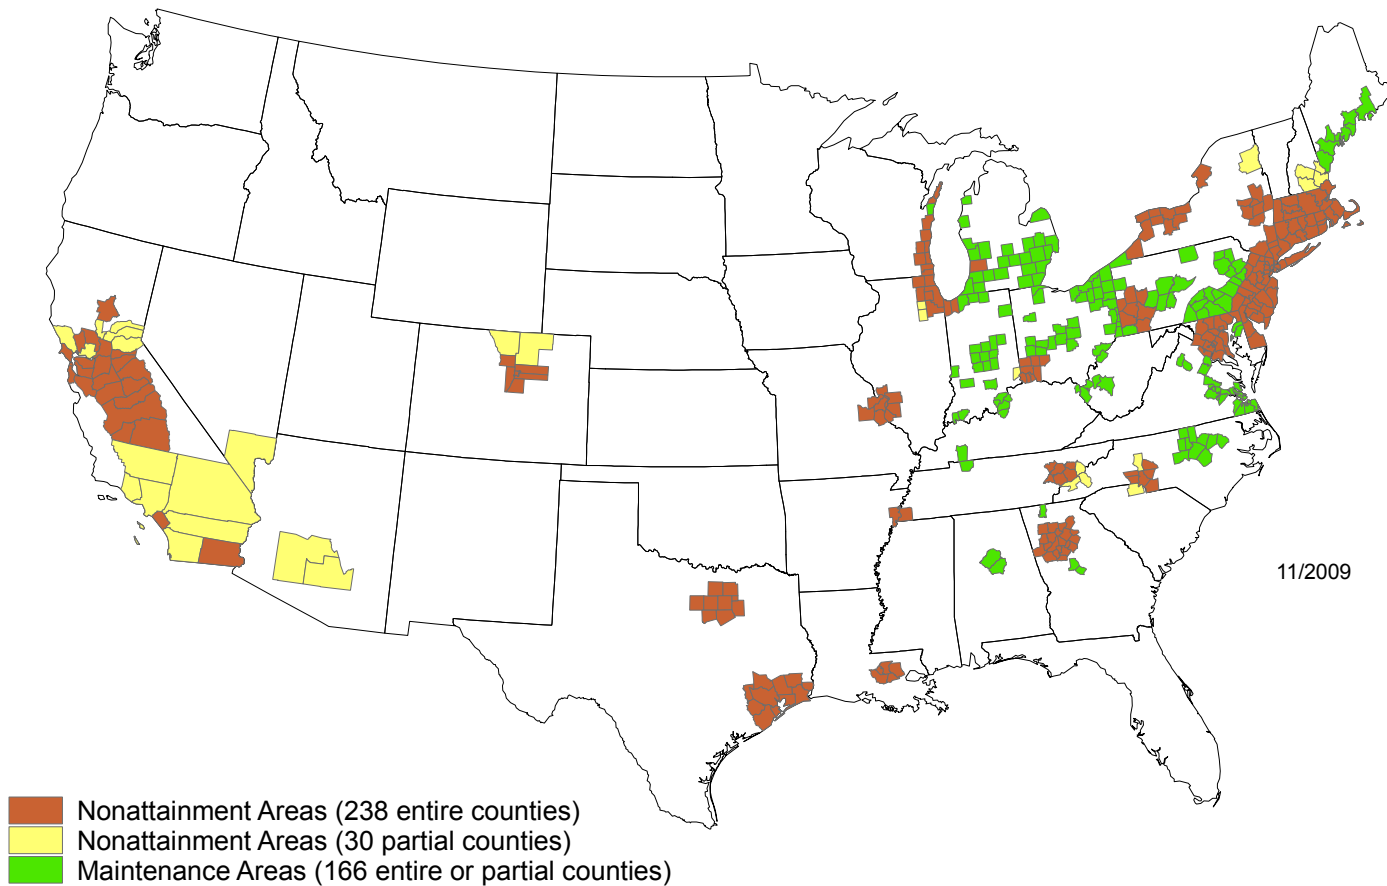 11/2009
Nonattainment Areas (238 entire counties)
Nonattainment Areas (30 partial counties)
Maintenance Areas (166 entire or partial counties)